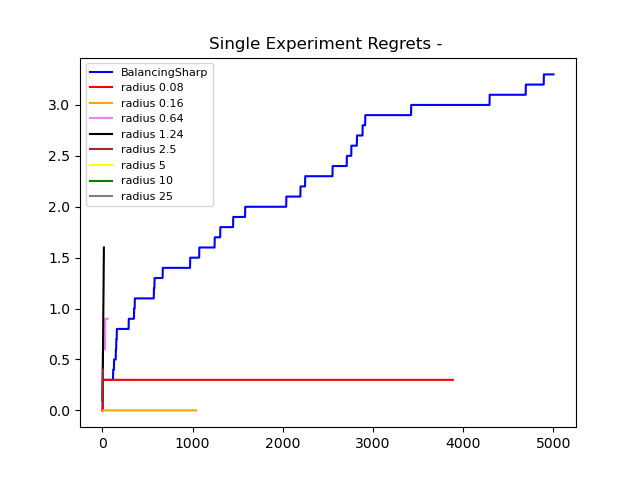 Single Experiment Regrets -
BalancingSharp
radius 0.08
radius 0.16
radius 0.64
radius 1.24
radius 2.5
radius 5
radius 10
radius 25
3.0
2.5
2.0
1.5
1.0
0.5
0.0
0 1000 2000 3000 4000 5000